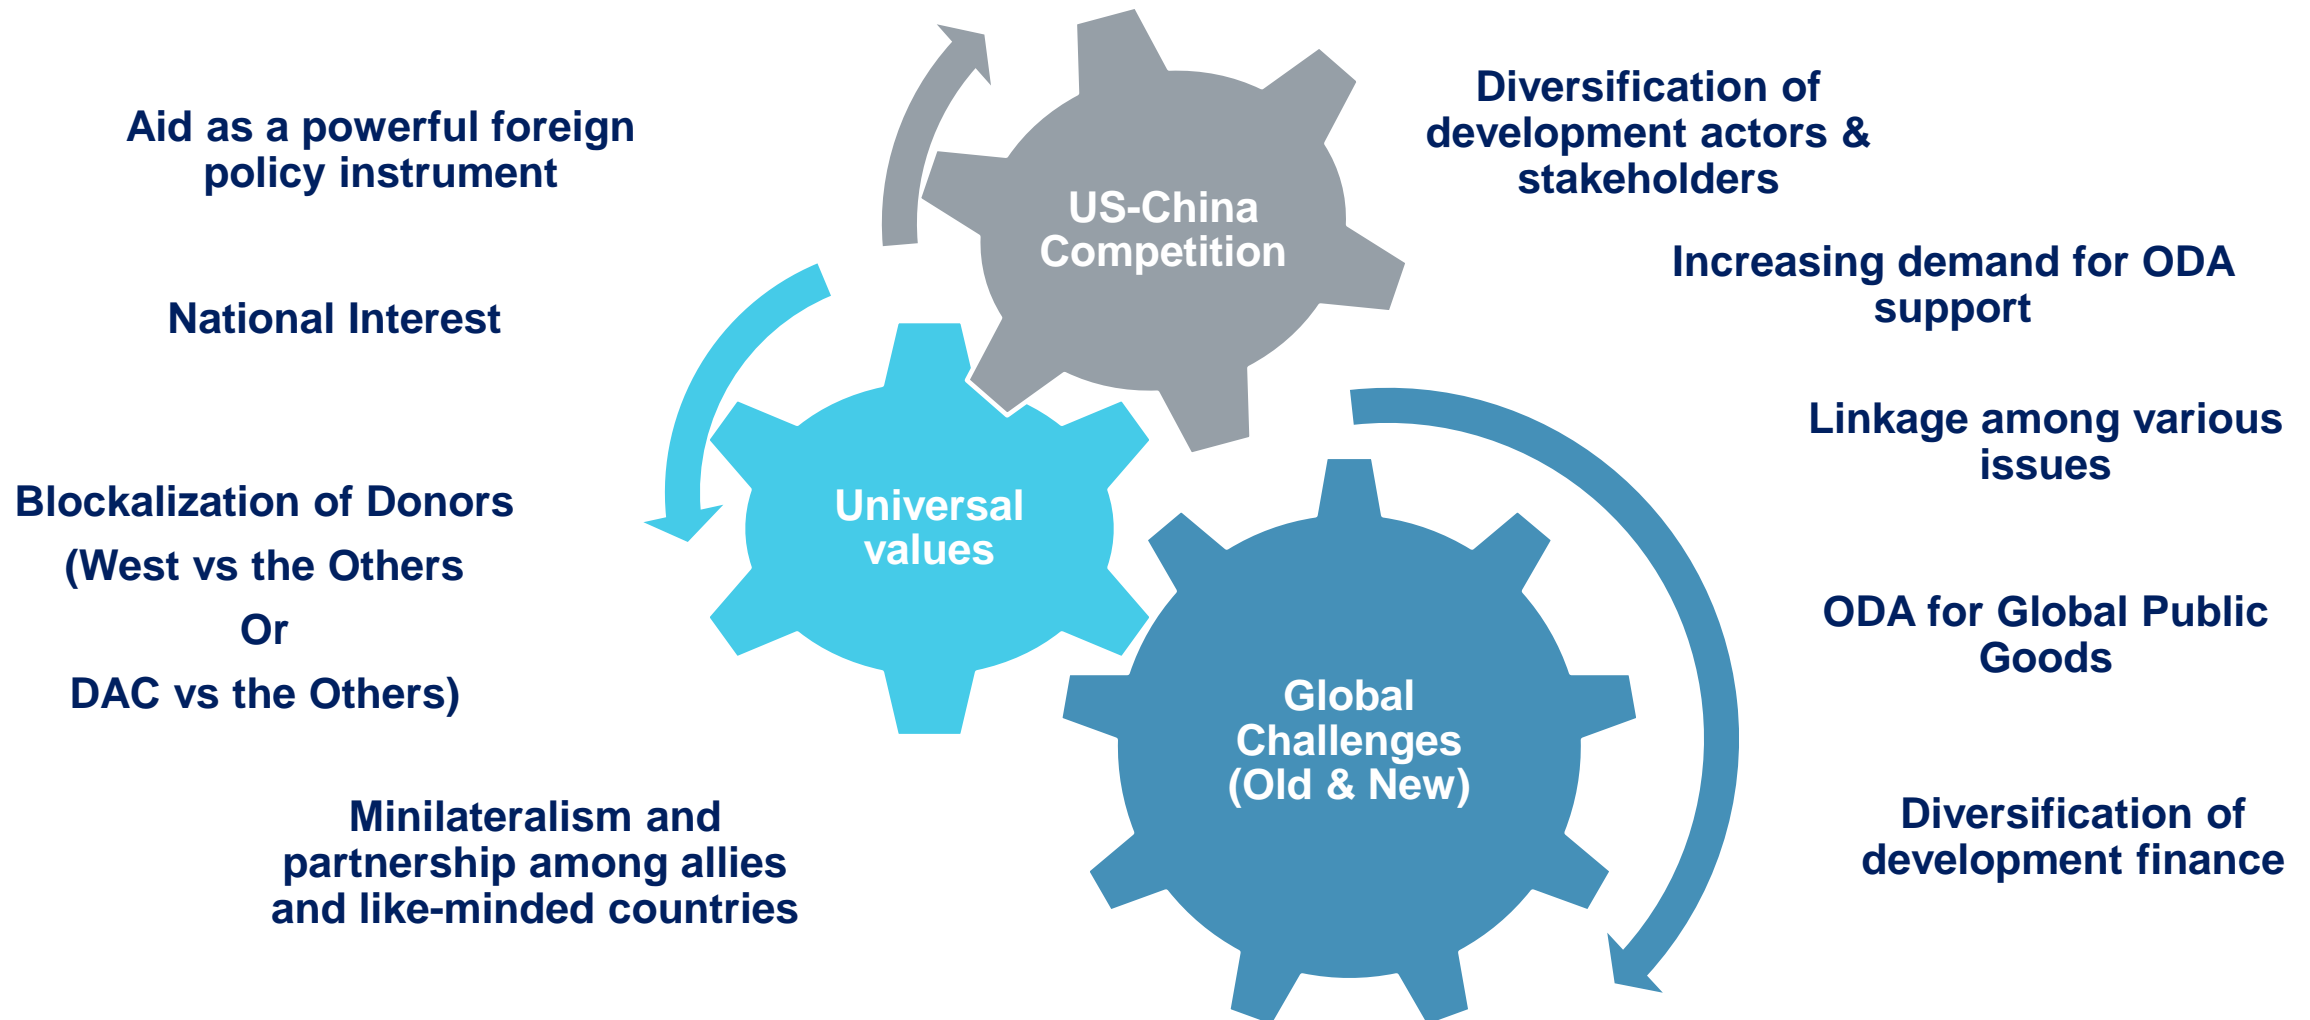 Aid as a powerful foreign
policy instrument
National Interest
Blockalization of Donors
(West vs the Others
Or
DAC vs the Others)
Minilateralism and
partnership among allies
and like-minded countries
US-China
Competition
Universal
values
Global
Challenges
(Old & New)
Diversification of
development actors &
stakeholders
Increasing demand for ODA
support
Linkage among various
issues
ODA for Global Public
Goods
Diversification of
development finance